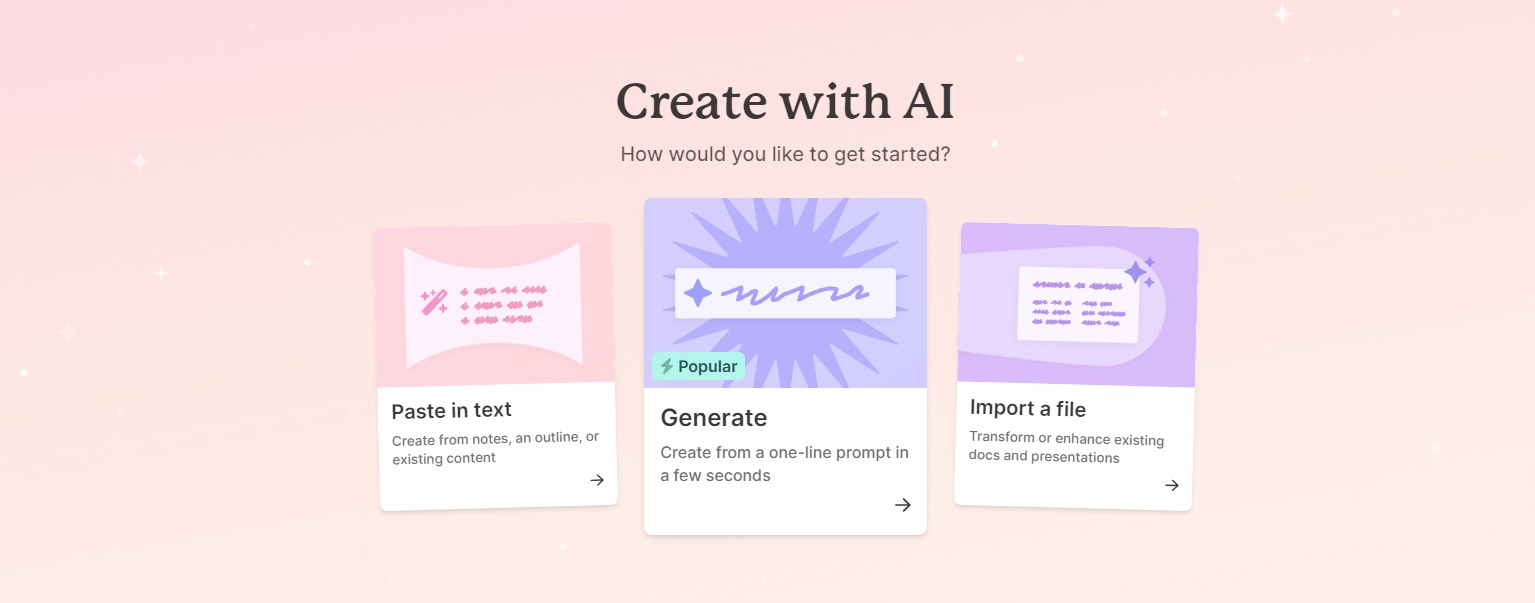 Create with AI
How would you like to get started?
Paste in text
Create from notes, an outline, or
existing content
Popular
Generate
Create from a one-line prompt in
a few seconds
Import a file
Transform or enhance existing
docs and presentations